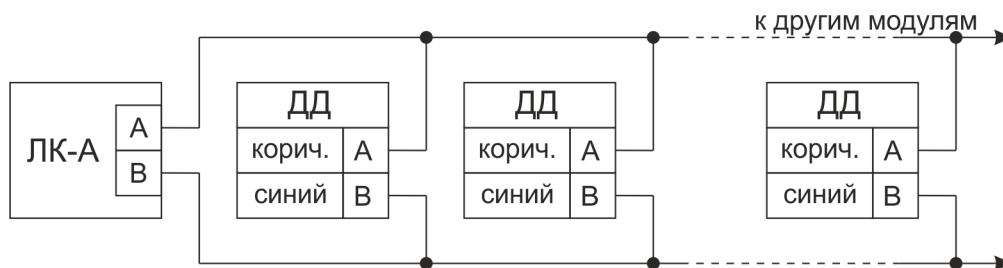 к другим модулям
ЛК-А
А
В
ДД
корич. А
синий В
ДД
корич. А
синий В
ДД
корич. А
синий В